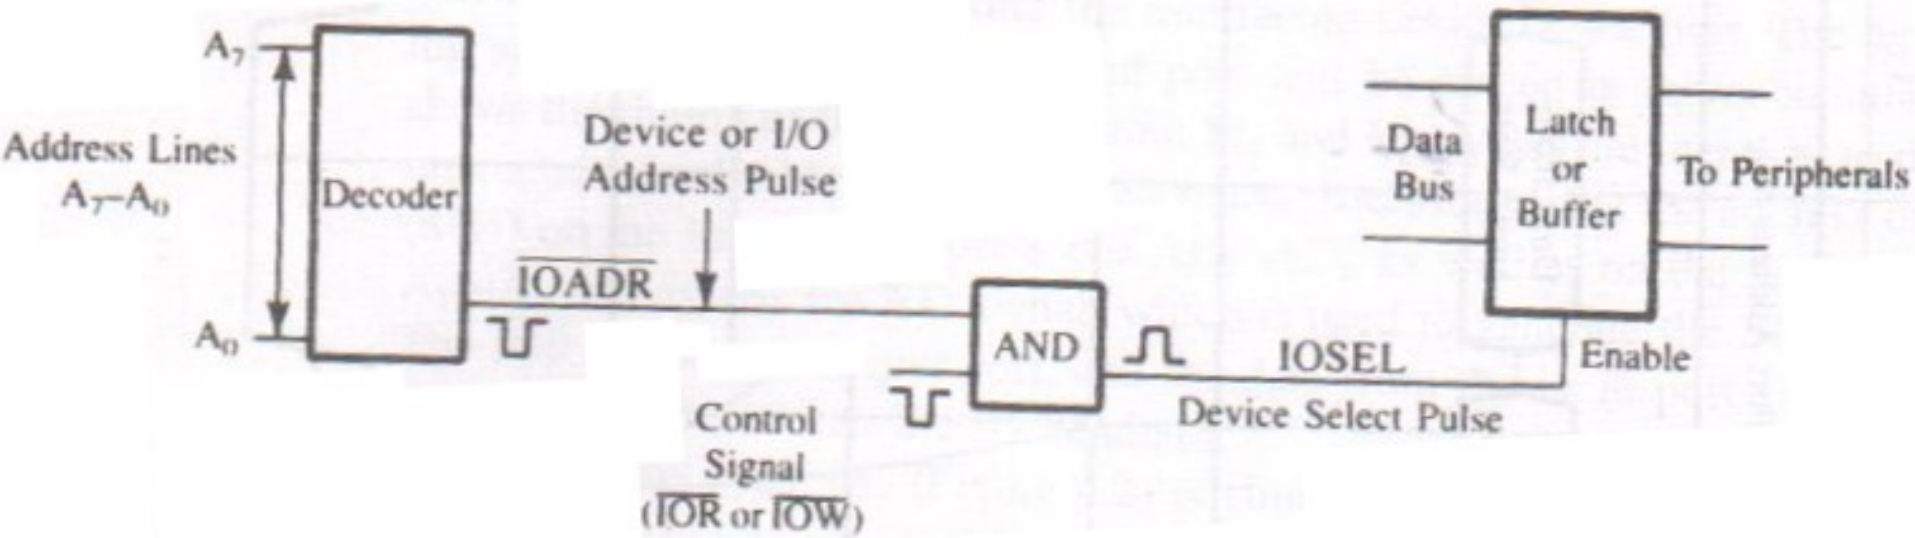 A₇
Address Lines
A₇–A₀
A₀
Decoder
Device or I/O
Address Pulse
IOADR
Control
Signal
(IOR or IOW)
AND
IOSEL
Device Select Pulse
Data
Bus
Latch
or
Buffer
To Peripherals
Enable